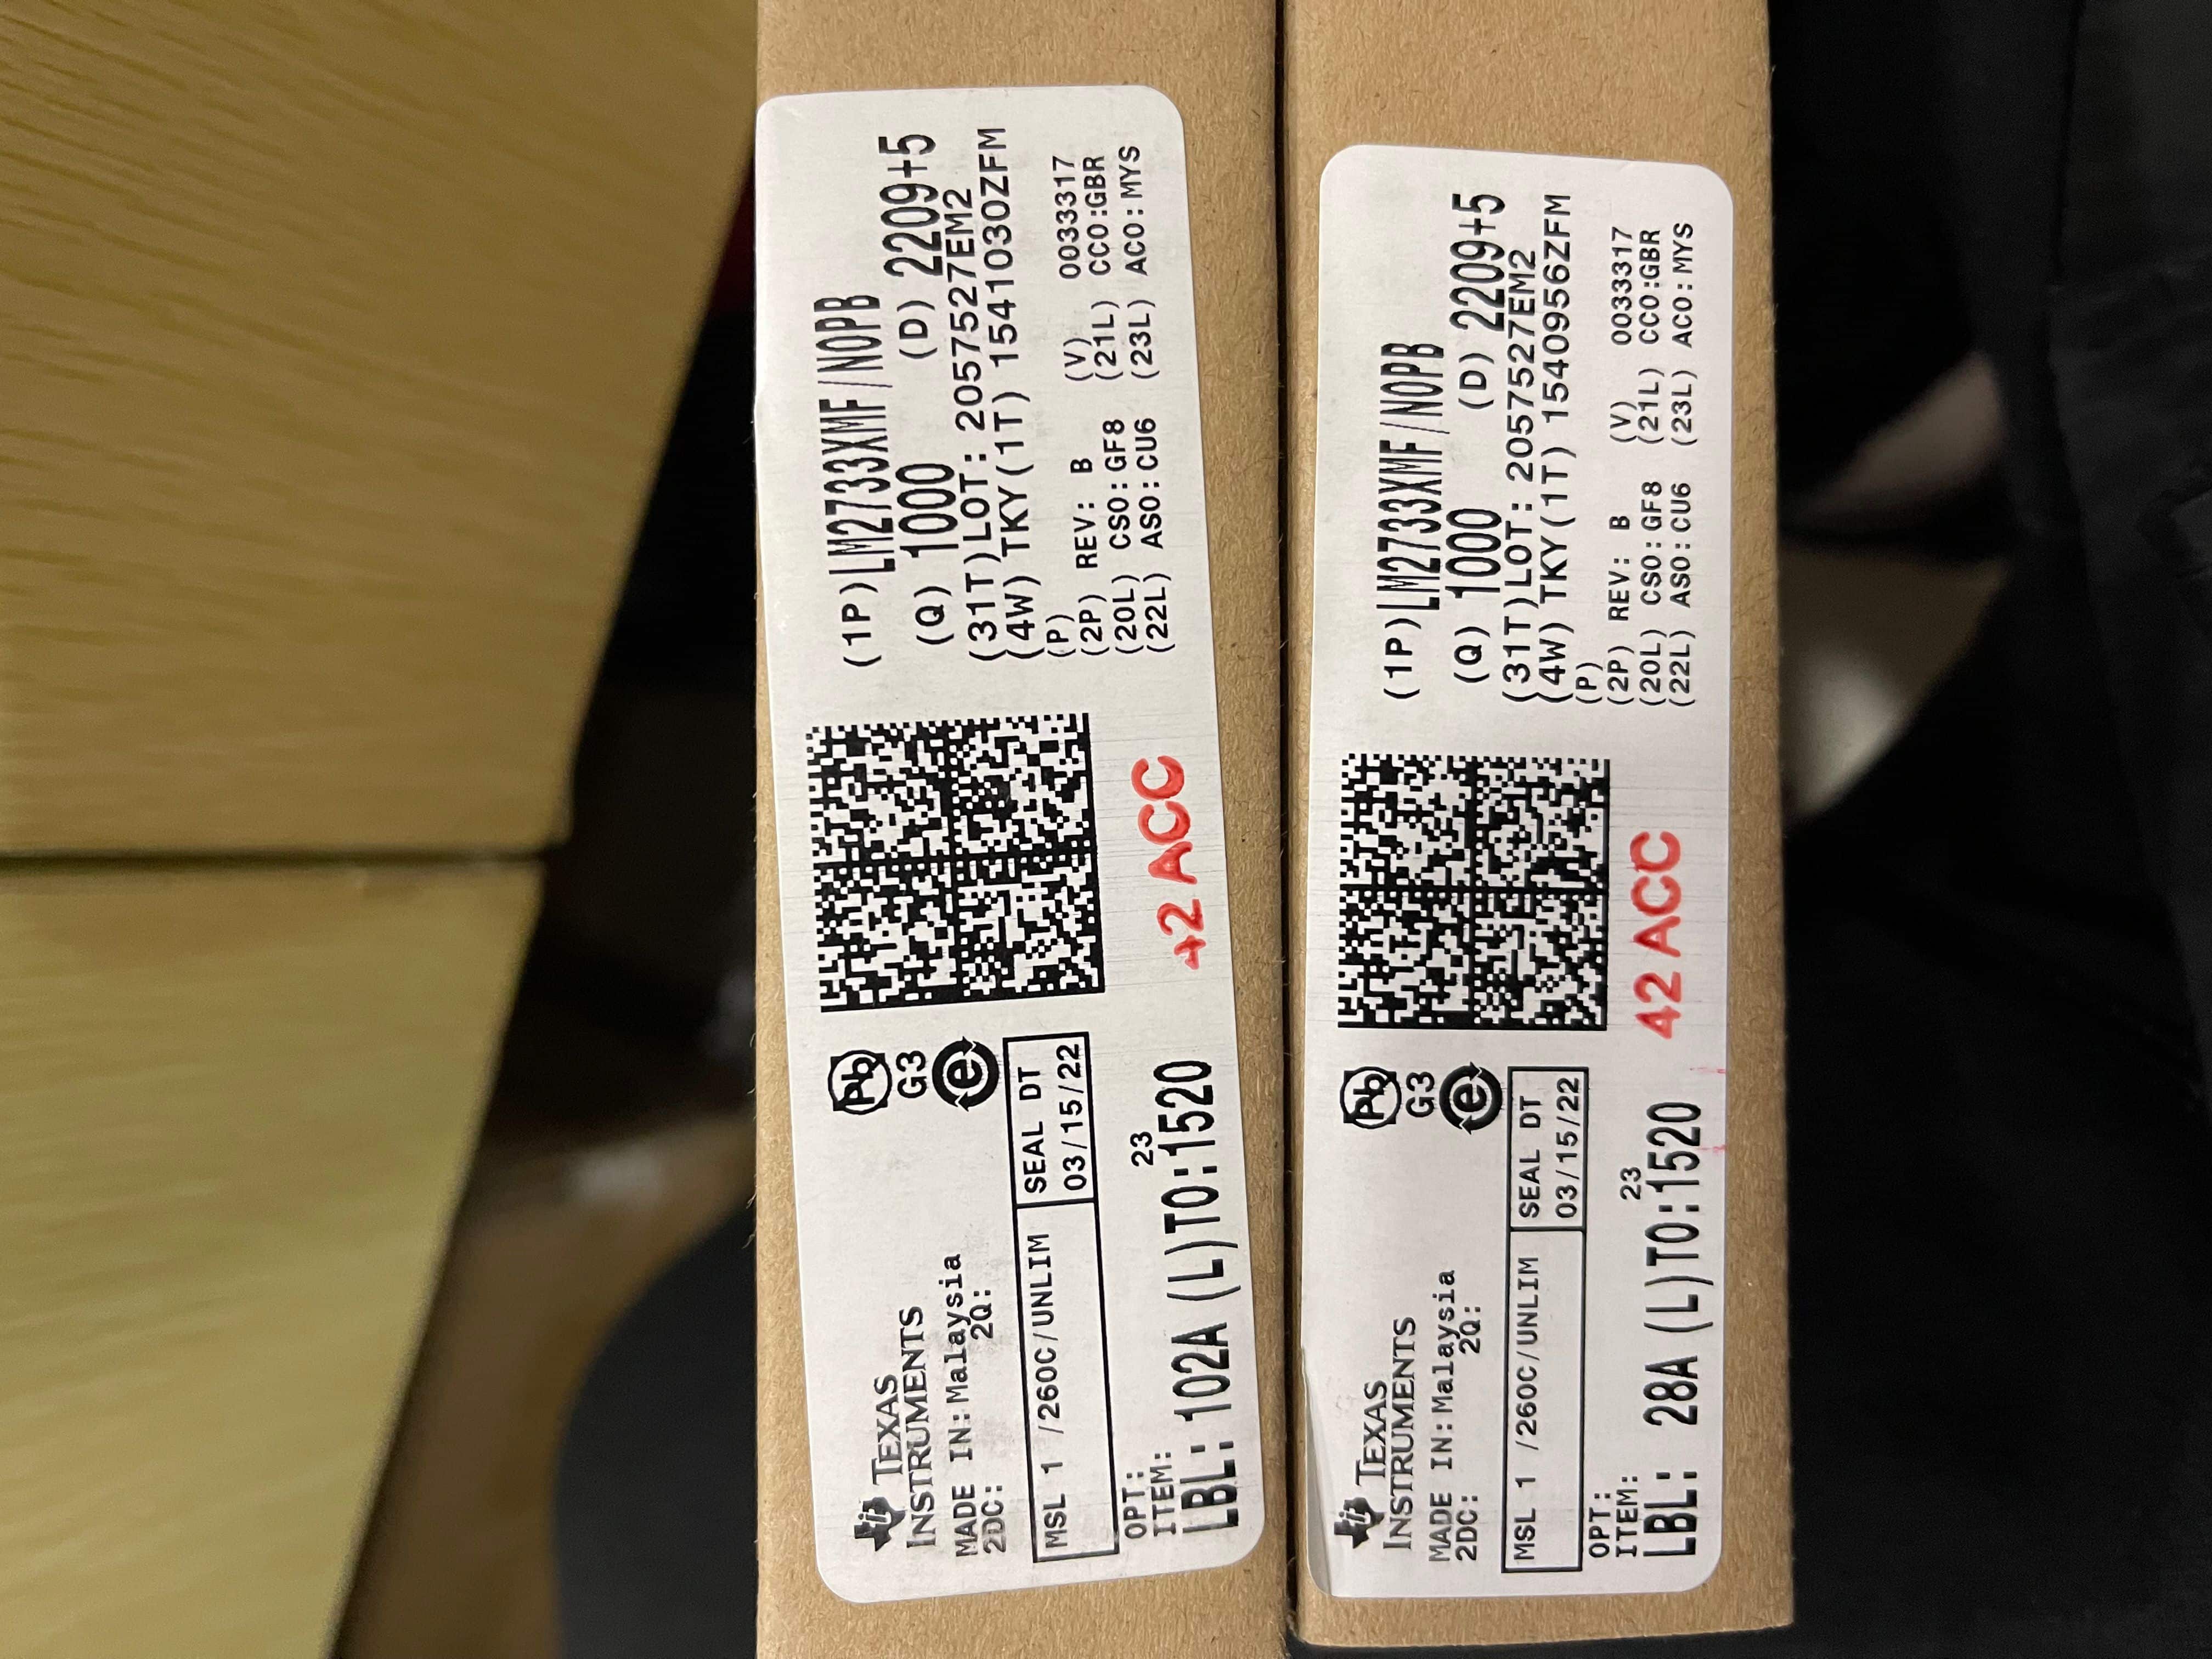 TEXAS
INSTRUMENTS
MADE IN:Malaysia
2DC: 2Q:
MSL 1 /260C/UNLIM
SEAL DT
03/15/22
OPT:
ITEM:
23
LBL: 102A (L)TO:1520
Pb
G3
e
42 ACC
(1P)LM2733XMF/NOPB
(Q) 1000 (D) 2209+5
(31T)LOT: 2057527EM2
(4W)TKY(1T) 1541030ZFM
(P)
(2P) REV: B (V) 0033317
(20L) CSO:GF8 (21L) CCO:GBR
(22L) ASO:CU6 (23L) ACO:MYS
TEXAS
INSTRUMENTS
MADE IN:Malaysia
2DC: 2Q:
MSL 1 /260C/UNLIM
SEAL DT
03/15/22
OPT:
ITEM:
23
LBL: 28A (L)TO:1520
Pb
G3
e
42 ACC
(1P)LM2733XMF/NOPB
(Q) 1000 (D) 2209+5
(31T)LOT: 2057527EM2
(4W)TKY(1T) 1540956ZFM
(P)
(2P) REV: B (V) 0033317
(20L) CSO:GF8 (21L) CCO:GBR
(22L) ASO:CU6 (23L) ACO:MYS